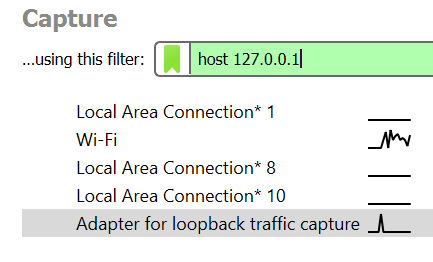 Capture
...using this filter: host 127.0.0.1
Local Area Connection* 1
Wi-Fi
Local Area Connection* 8
Local Area Connection* 10
Adapter for loopback traffic capture